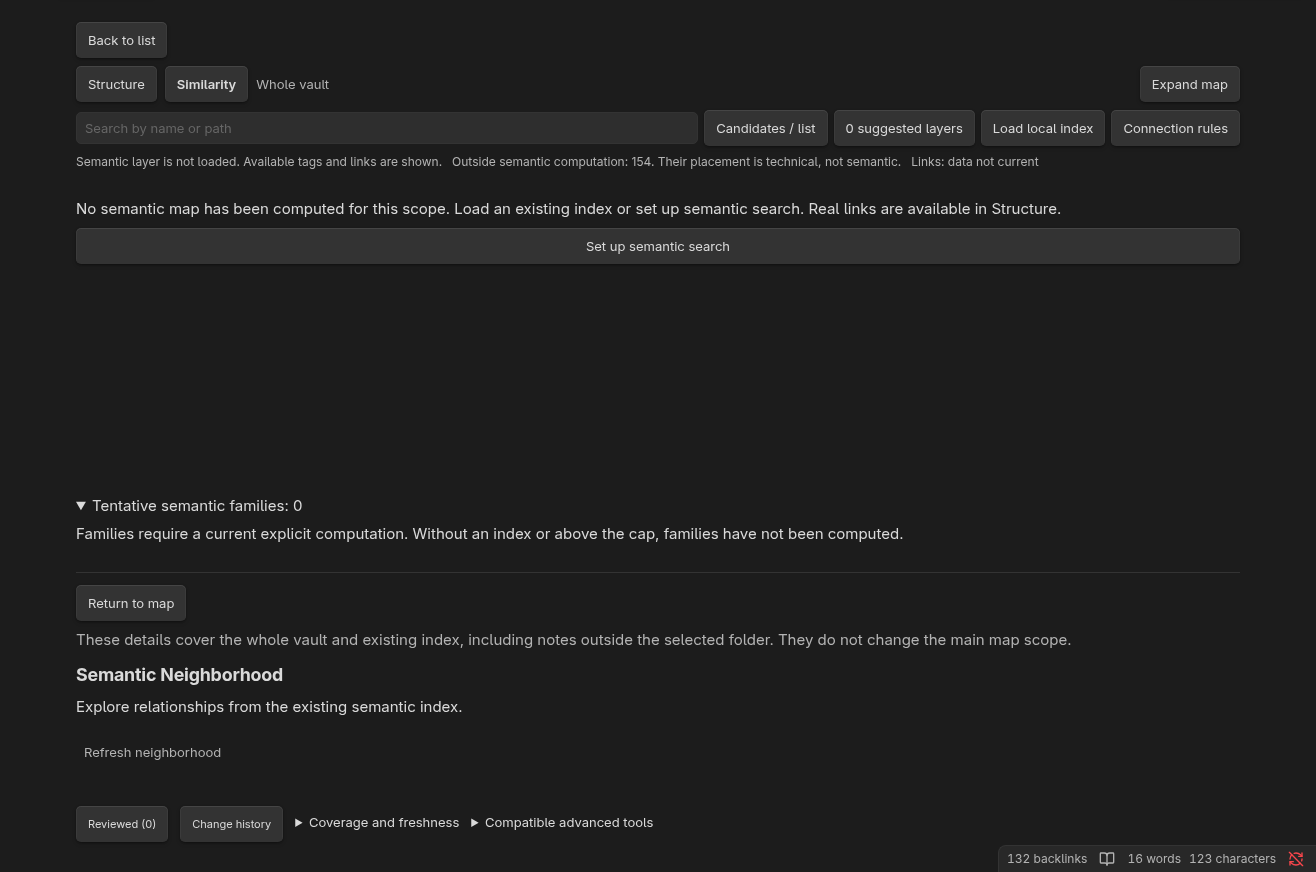 Back to list
Structure Similarity Whole vault Expand map
Search by name or path Candidates / list 0 suggested layers Load local index Connection rules
Semantic layer is not loaded. Available tags and links are shown. Outside semantic computation: 154. Their placement is technical, not semantic. Links: data not current
No semantic map has been computed for this scope. Load an existing index or set up semantic search. Real links are available in Structure.
Set up semantic search
Tentative semantic families: 0
Families require a current explicit computation. Without an index or above the cap, families have not been computed.
Return to map
These details cover the whole vault and existing index, including notes outside the selected folder. They do not change the main map scope.
Semantic Neighborhood
Explore relationships from the existing semantic index.
Refresh neighborhood
Reviewed (0) Change history Coverage and freshness Compatible advanced tools
132 backlinks 16 words 123 characters